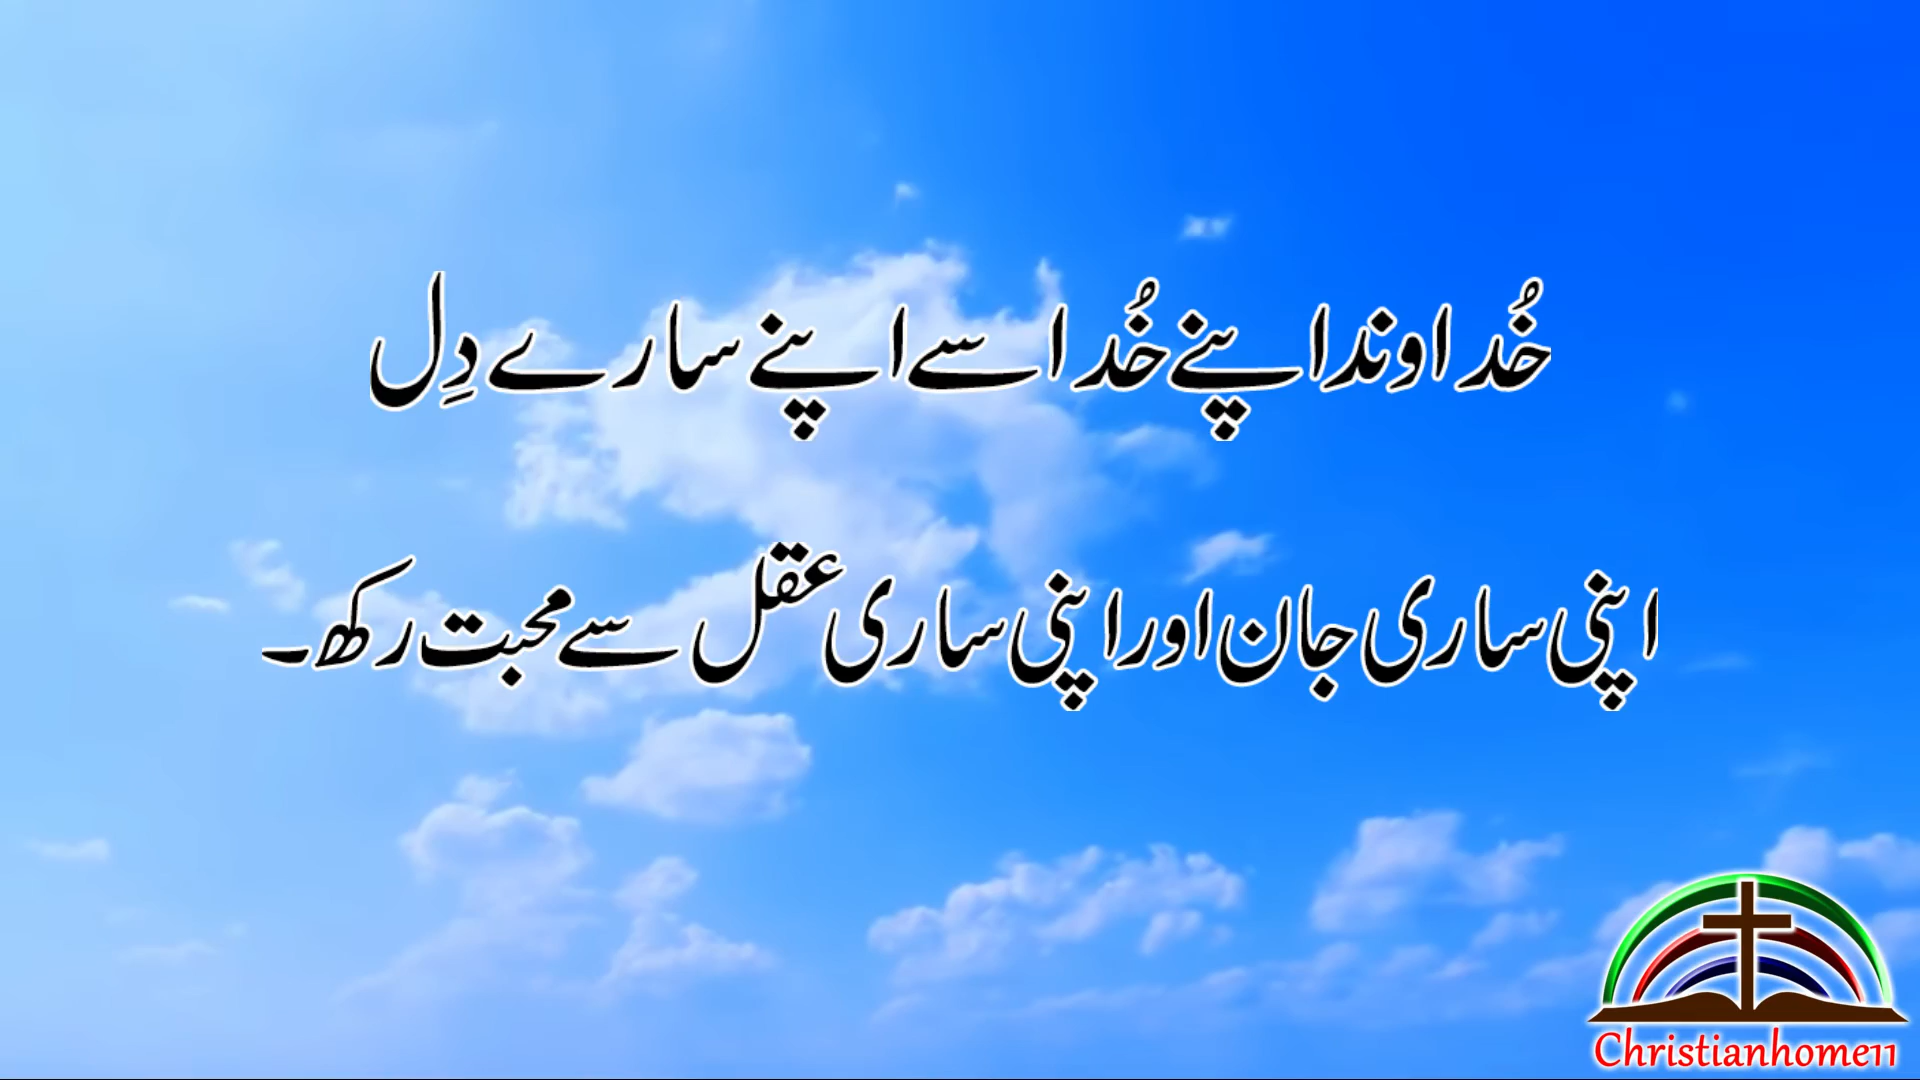 خُداوند اپنے خُدا سے اپنے سارے دِل
اپنی ساری جان اور اپنی ساری عقل سے محبت رکھ۔
Christianhome11